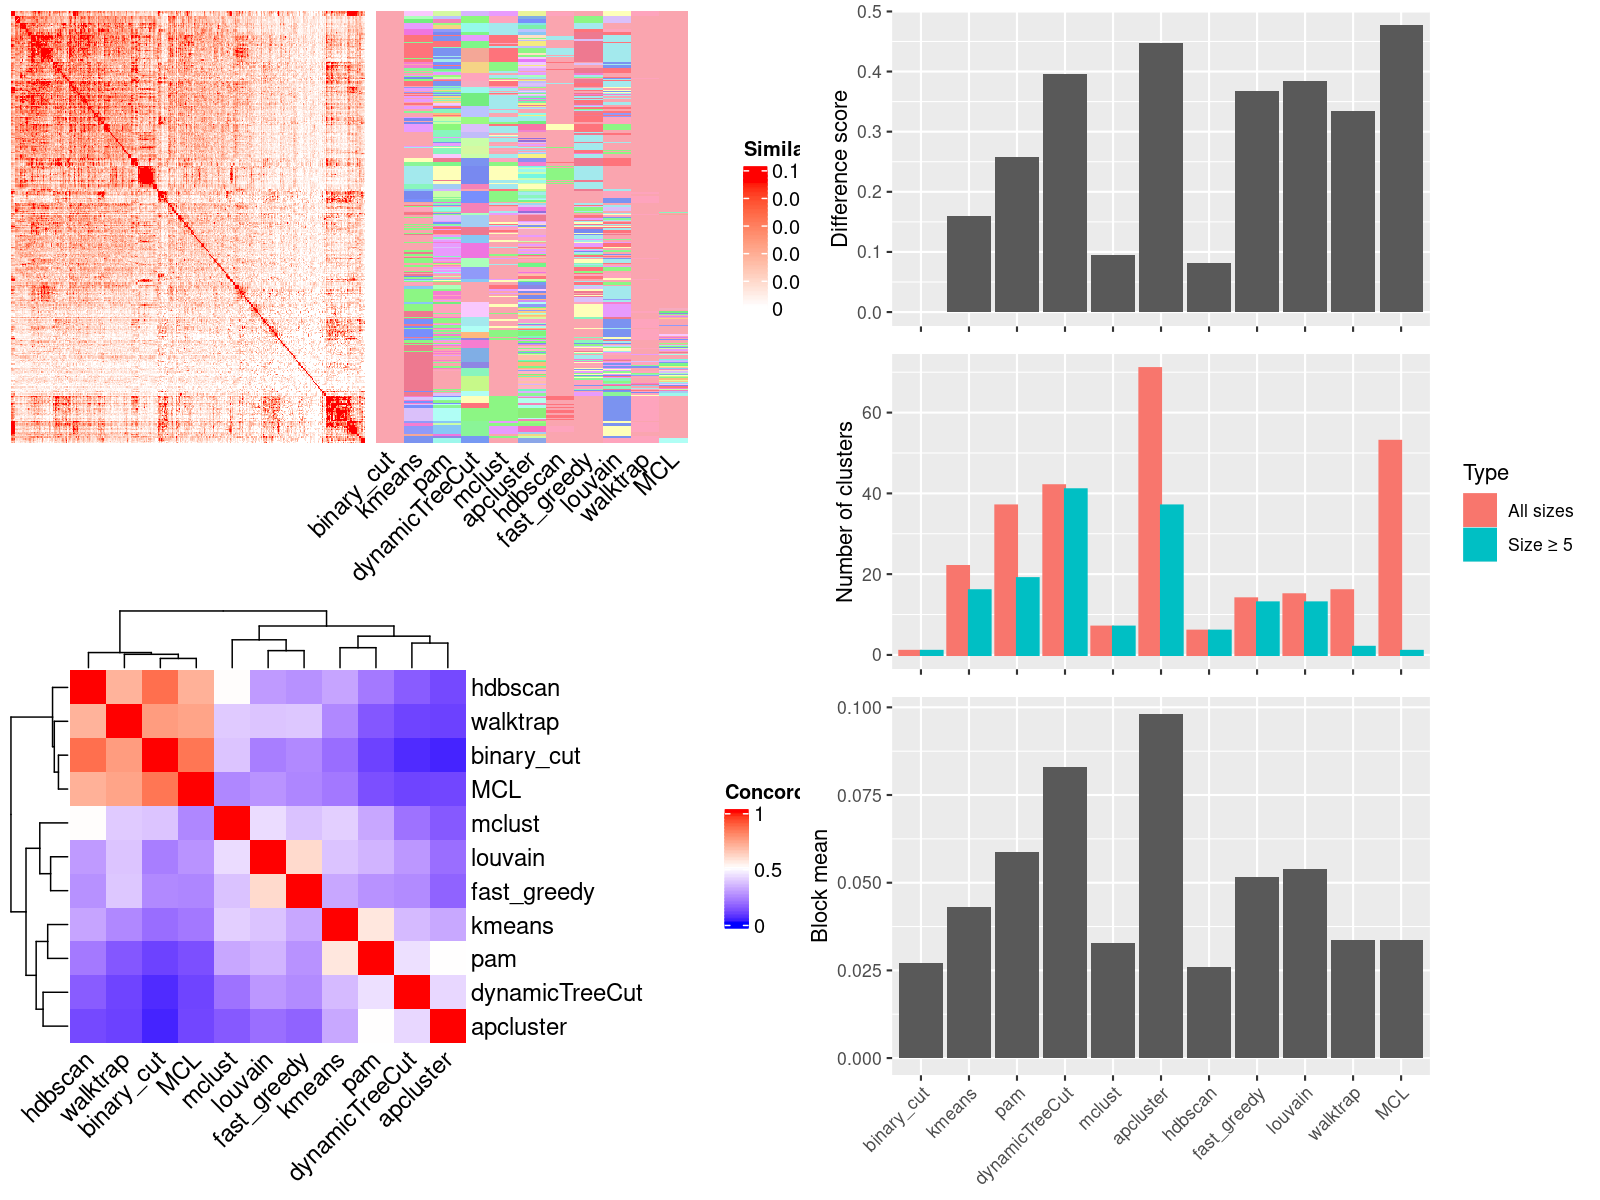 Simila
0.1
0.0
0.0
0.0
0.0
0
binary_cut
kmeans
pam
dynamicTreeCut
mclust
apcluster
hdbscan
fast_greedy
louvain
walktrap
MCL
hdbscan
walktrap
binary_cut
MCL
mclust
louvain
fast_greedy
kmeans
pam
dynamicTreeCut
apcluster
hdbscan
walktrap
binary_cut
MCL
mclust
louvain
fast_greedy
kmeans
pam
dynamicTreeCut
apcluster
Concord
1
0.5
0
Difference score
0.5
0.4
0.3
0.2
0.1
0.0
Number of clusters
60
40
20
0
Type
All sizes
Size ≥ 5
Block mean
0.100
0.075
0.050
0.025
0.000
binary_cut
kmeans
pam
dynamicTreeCut
mclust
apcluster
hdbscan
fast_greedy
louvain
walktrap
MCL